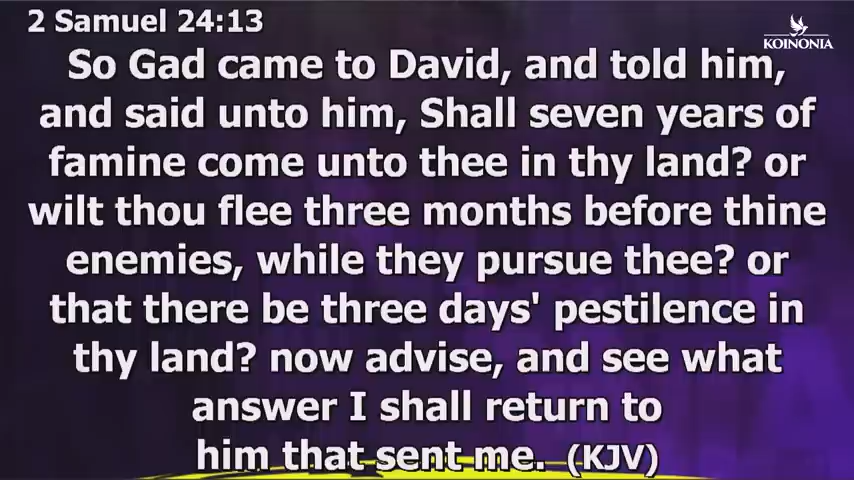 2 Samuel 24:13
KOINONIA
So Gad came to David, and told him,
and said unto him, Shall seven years of
famine come unto thee in thy land? or
wilt thou flee three months before thine
enemies, while they pursue thee? or
that there be three days' pestilence in
thy land? now advise, and see what
answer I shall return to
him that sent me. (KJV)